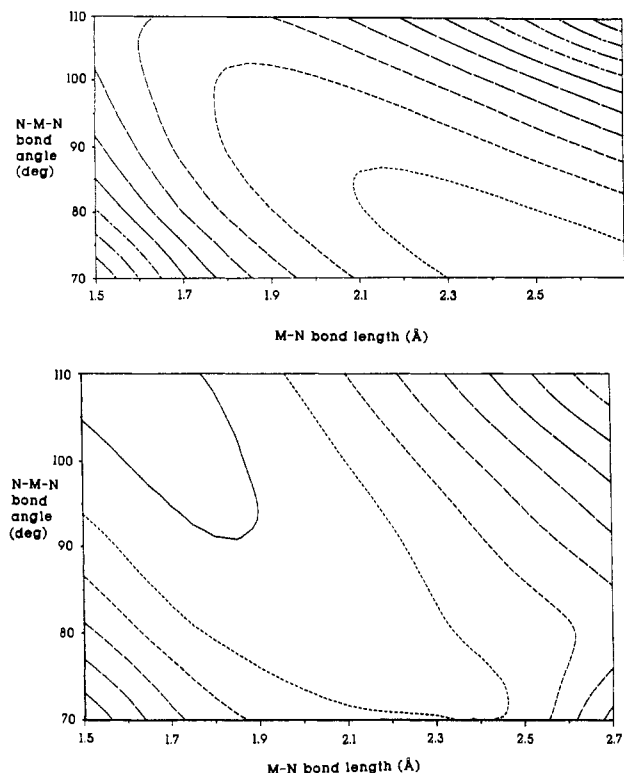 110
100
N-M-N
bond
angle
(deg)
90
80
70
1.5
1.7
1.9
2.1
2.3
2.5
M-N bond length (Å)
110
100
N-M-N
bond
angle
(deg)
90
80
70
1.5
1.7
1.9
2.1
2.3
2.5
2.7
M-N bond length (Å)